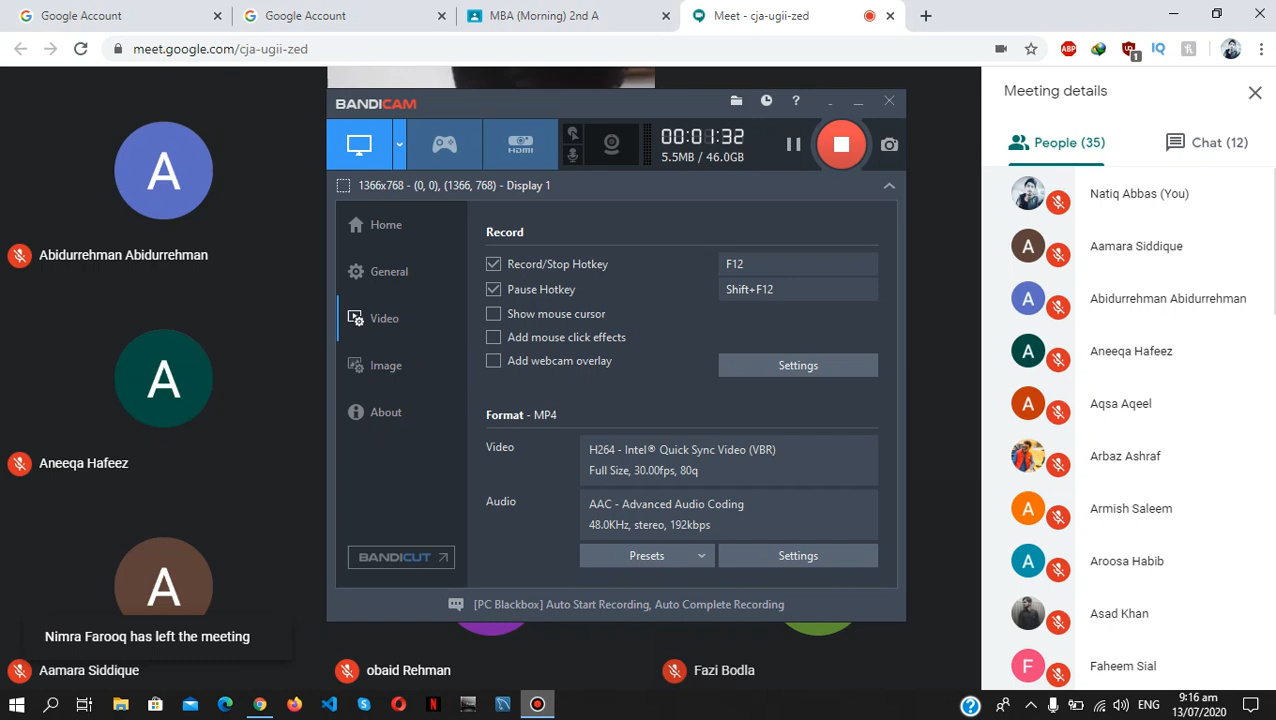 Google Account
Google Account
MBA (Morning) 2nd A
Meet - cja-ugii-zed
meet.google.com/cja-ugii-zed
ABP
1
IQ
A
Abidurrehman Abidurrehman
A
Aneeqa Hafeez
A
Nimra Farooq has left the meeting
Aamara Siddique
obaid Rehman
Fazi Bodla
BANDICAM
HDMI
00:01:32
5.5MB / 46.0GB
1366x768 - (0, 0), (1366, 768) - Display 1
Home
General
Video
Image
About
BANDICUT
Record
Record/Stop Hotkey
F12
Pause Hotkey
Shift+F12
Show mouse cursor
Add mouse click effects
Add webcam overlay
Settings
Format - MP4
Video
H264 - Intel® Quick Sync Video (VBR)
Full Size, 30.00fps, 80q
Audio
AAC - Advanced Audio Coding
48.0KHz, stereo, 192kbps
Presets
Settings
[PC Blackbox] Auto Start Recording, Auto Complete Recording
Meeting details
People (35)
Chat (12)
Natiq Abbas (You)
A
Aamara Siddique
A
Abidurrehman Abidurrehman
A
Aneeqa Hafeez
A
Aqsa Aqeel
Arbaz Ashraf
A
Armish Saleem
A
Aroosa Habib
Asad Khan
F
Faheem Sial
ENG
9:16 am
13/07/2020